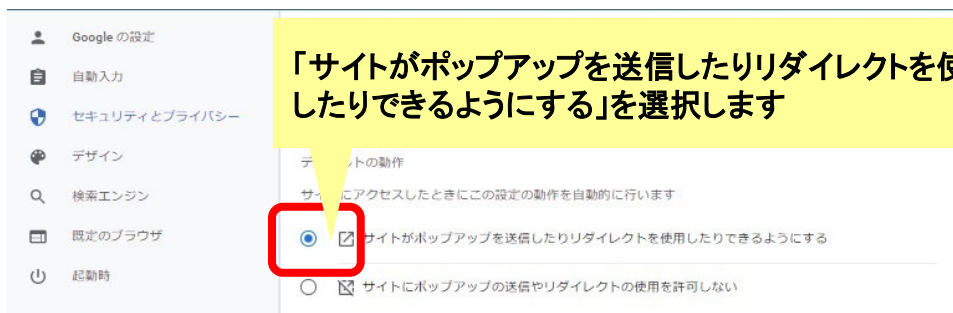 Google の設定
自動入力
セキュリティとプライバシー
デザイン
検索エンジン
既定のブラウザ
起動時
「サイトがポップアップを送信したりリダイレクトを使
したりできるようにする」を選択します
トの動作
にアクセスしたときにこの設定の動作を自動的に行います
サイトがポップアップを送信したりリダイレクトを使用したりできるようにする
サイトにポップアップの送信やリダイレクトの使用を許可しない